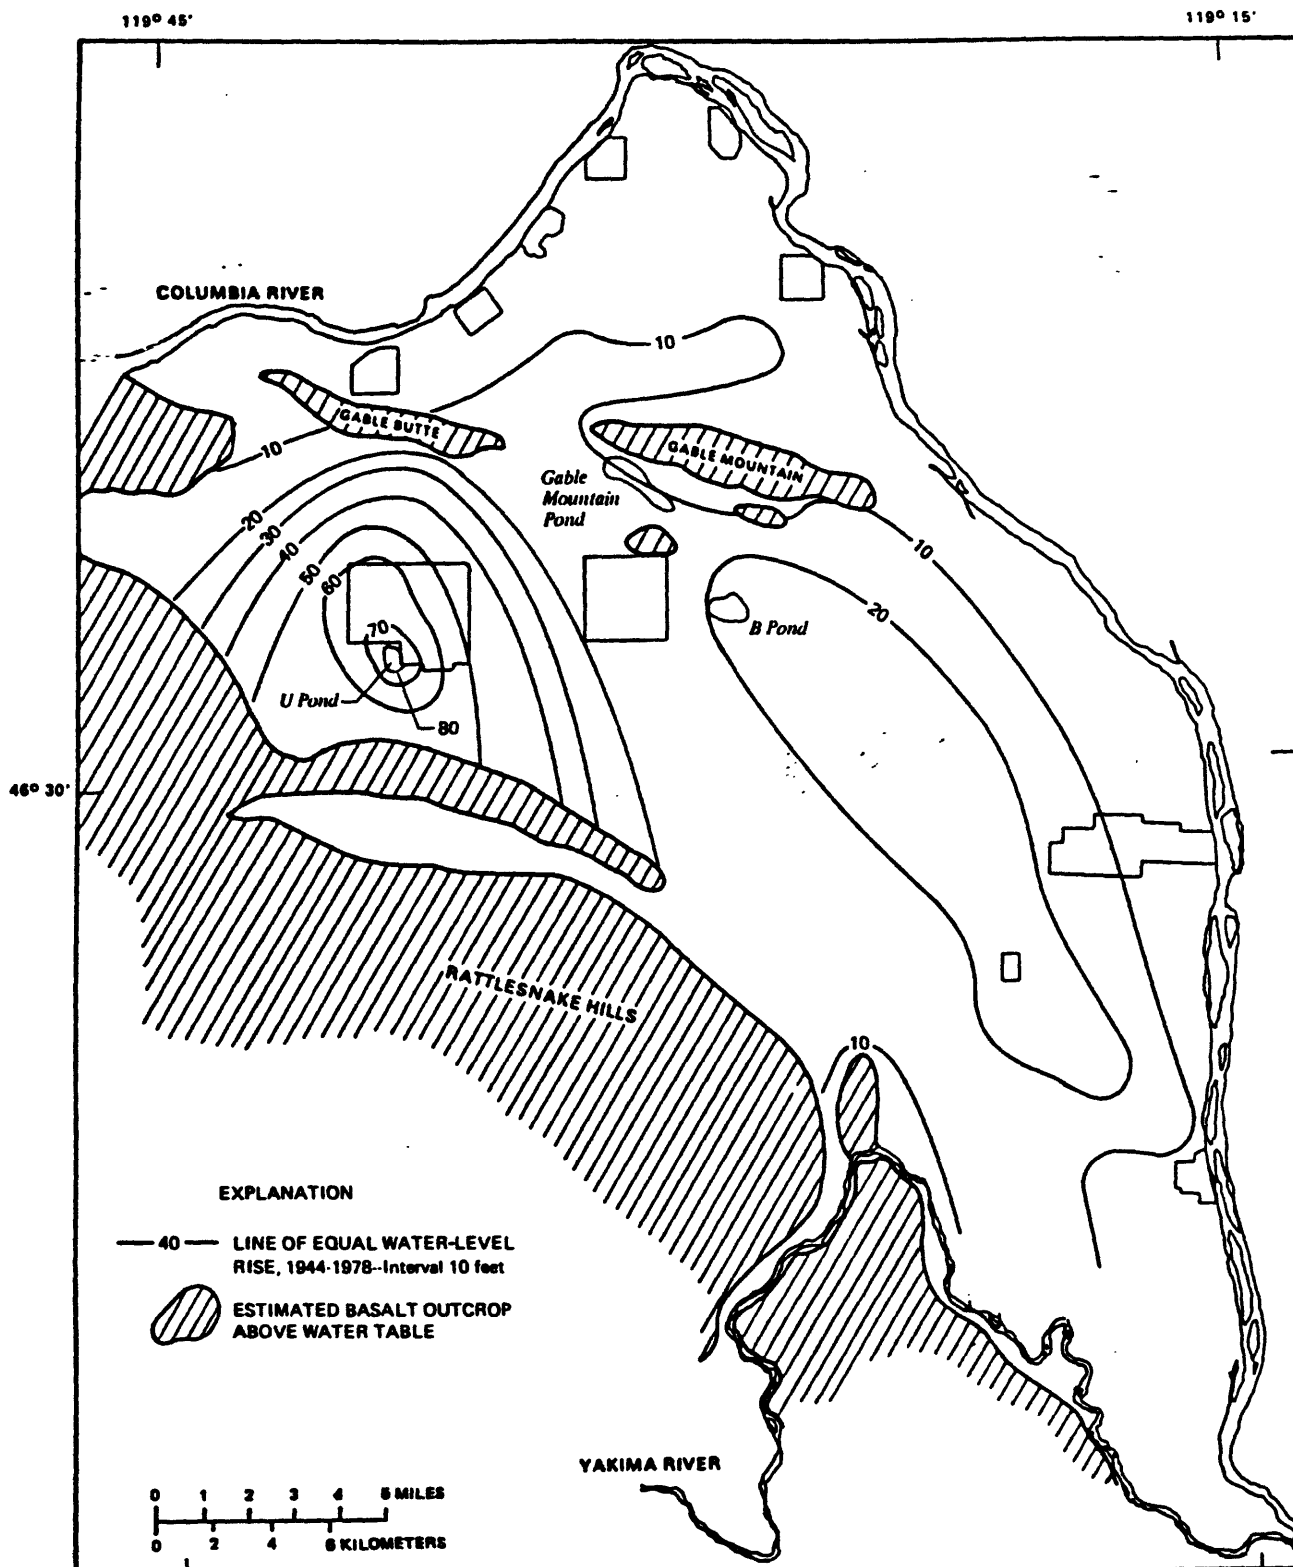 119° 45'
119° 15'
COLUMBIA RIVER
10
GABLE BUTTE
10
GABLE MOUNTAIN
Gable
Mountain
Pond
20
30
40
50
60
10
20
B Pond
70
U Pond
80
46° 30'
RATTLESNAKE HILLS
10
EXPLANATION
40 LINE OF EQUAL WATER-LEVEL
RISE, 1944-1978--Interval 10 feet
ESTIMATED BASALT OUTCROP
ABOVE WATER TABLE
YAKIMA RIVER
0 1 2 3 4 5 MILES
0 2 4 6 KILOMETERS